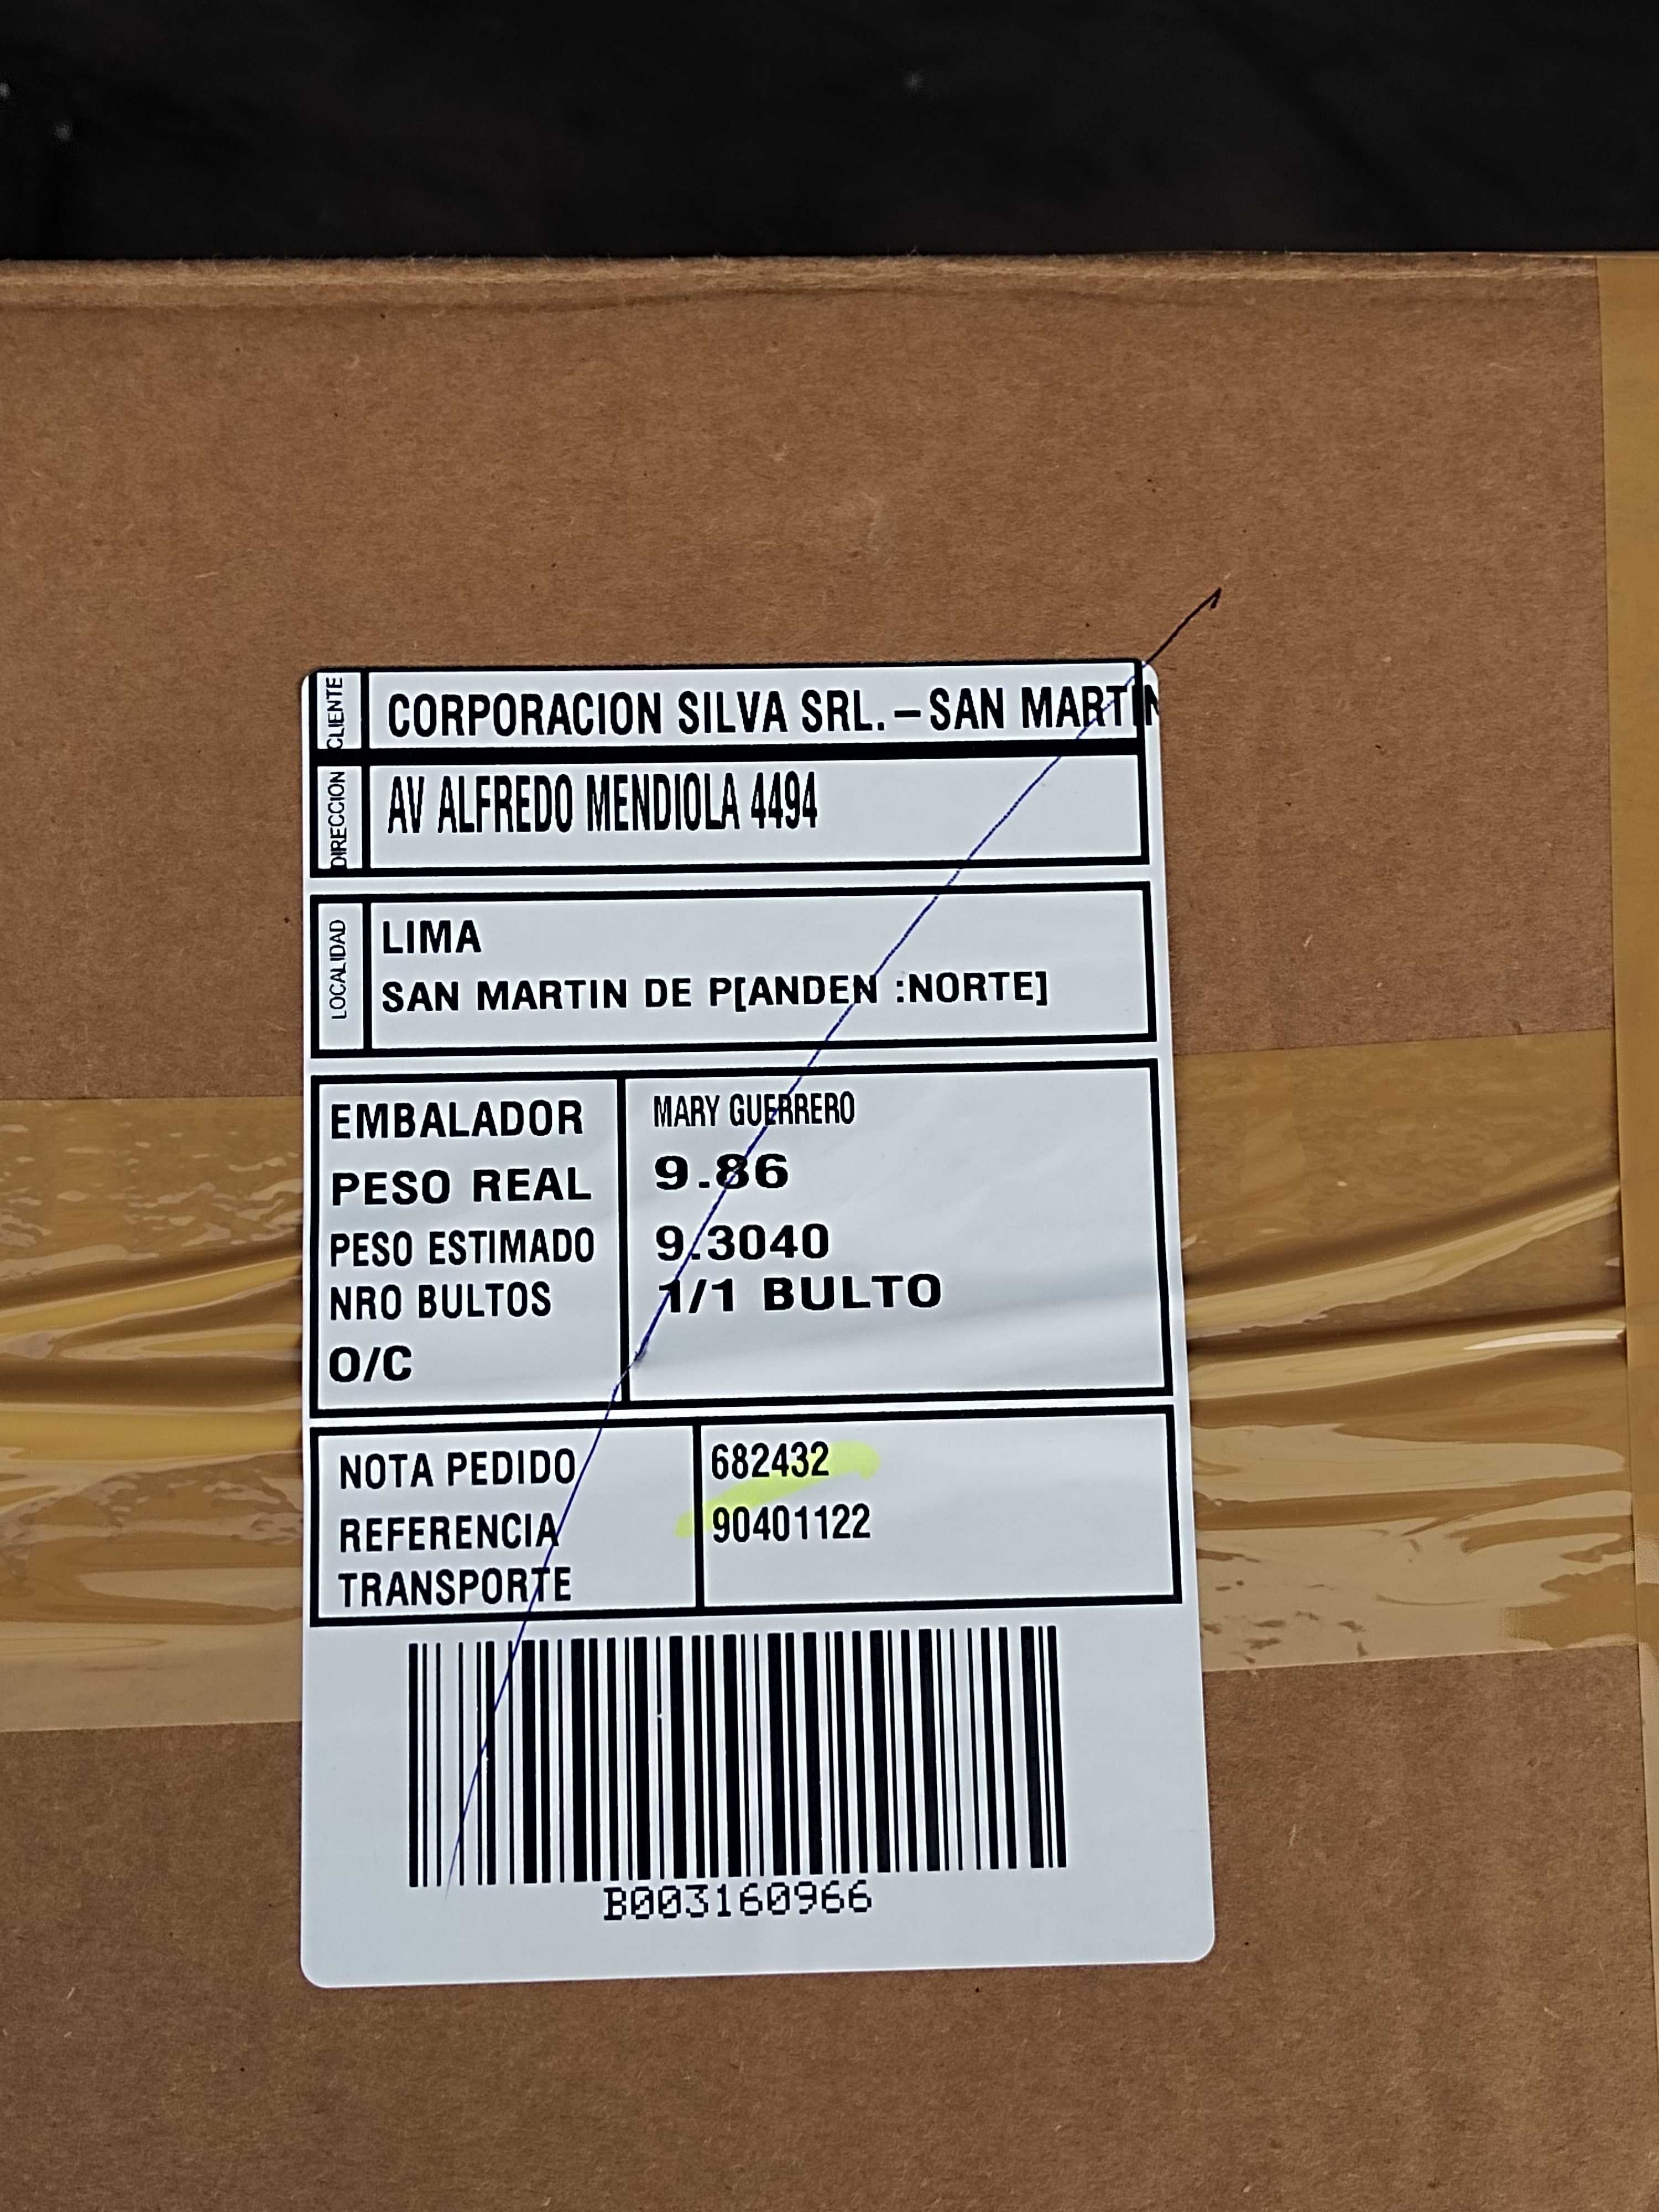 CLIENTE CORPORACION SILVA SRL. – SAN MARTIN
DIRECCION AV ALFREDO MENDIOLA 4494
LOCALIDAD LIMA
SAN MARTIN DE P[ANDEN :NORTE]
EMBALADOR MARY GUERRERO
PESO REAL 9.86
PESO ESTIMADO 9.3040
NRO BULTOS 1/1 BULTO
O/C
NOTA PEDIDO 682432
REFERENCIA 90401122
TRANSPORTE
B003160966